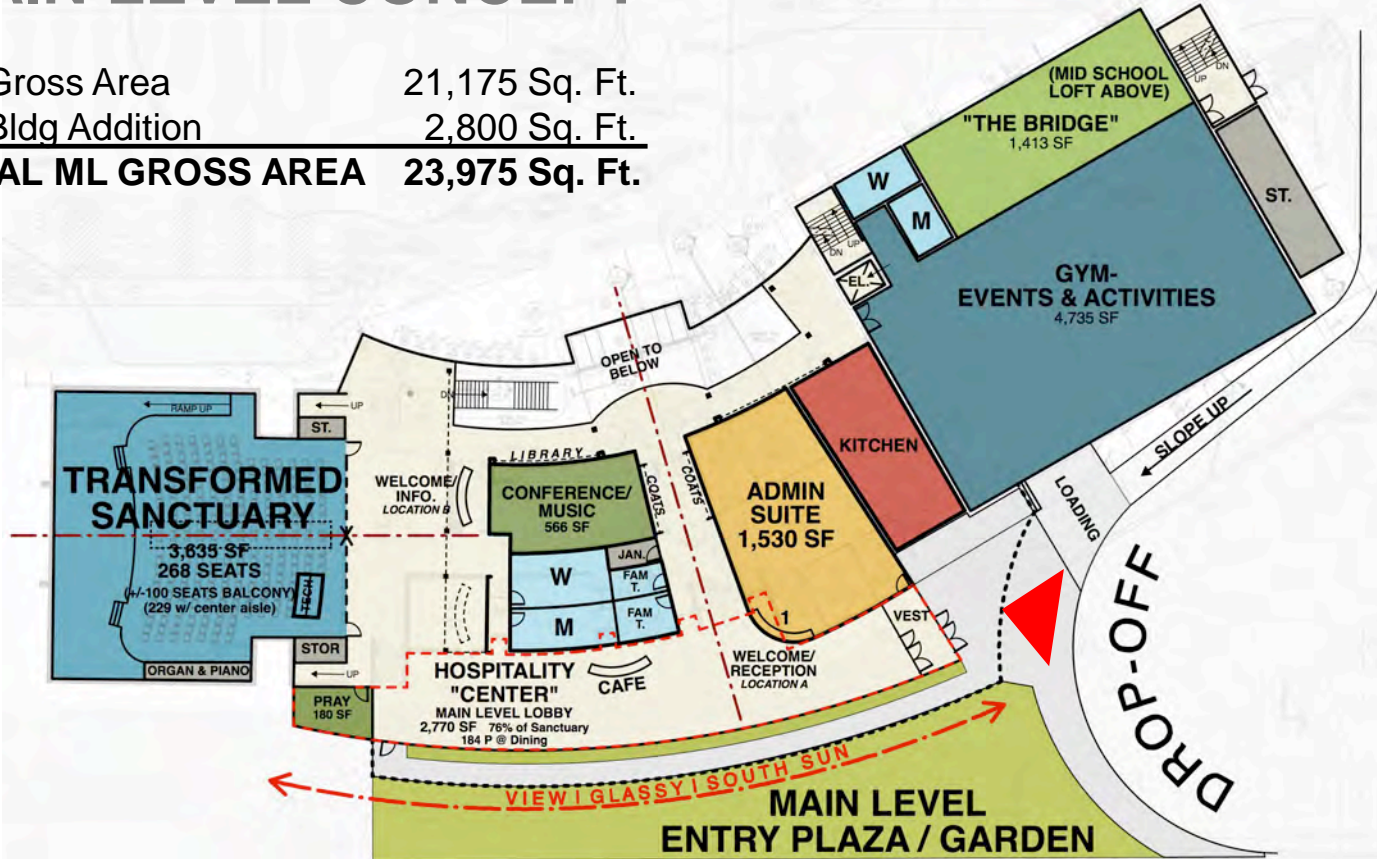 AIN LEVEL CONCEPT
Gross Area 21,175 Sq. Ft.
Bldg Addition 2,800 Sq. Ft.
AL ML GROSS AREA 23,975 Sq. Ft.
(MID SCHOOL
LOFT ABOVE)
"THE BRIDGE"
1,413 SF
UP
DN
W
M
ST.
DN
UP
EL.
GYM-
EVENTS & ACTIVITIES
4,735 SF
OPEN TO
BELOW
DN
RAMP UP
UP
ST.
TRANSFORMED
SANCTUARY
3,635 SF
268 SEATS
(+/-100 SEATS BALCONY)
(229 w/ center aisle)
TECH
STOR
ORGAN & PIANO
UP
PRAY
180 SF
WELCOME/
INFO.
LOCATION B
LIBRARY
CONFERENCE/
MUSIC
566 SF
COATS
COATS
JAN.
W
FAM
T.
M
FAM
T.
ADMIN
SUITE
1,530 SF
KITCHEN
SLOPE UP
LOADING
1
VEST
WELCOME/
RECEPTION
LOCATION A
HOSPITALITY
"CENTER"
MAIN LEVEL LOBBY
2,770 SF 76% of Sanctuary
184 P @ Dining
CAFE
DROP-OFF
VIEW I GLASSY I SOUTH SUN
MAIN LEVEL
ENTRY PLAZA / GARDEN